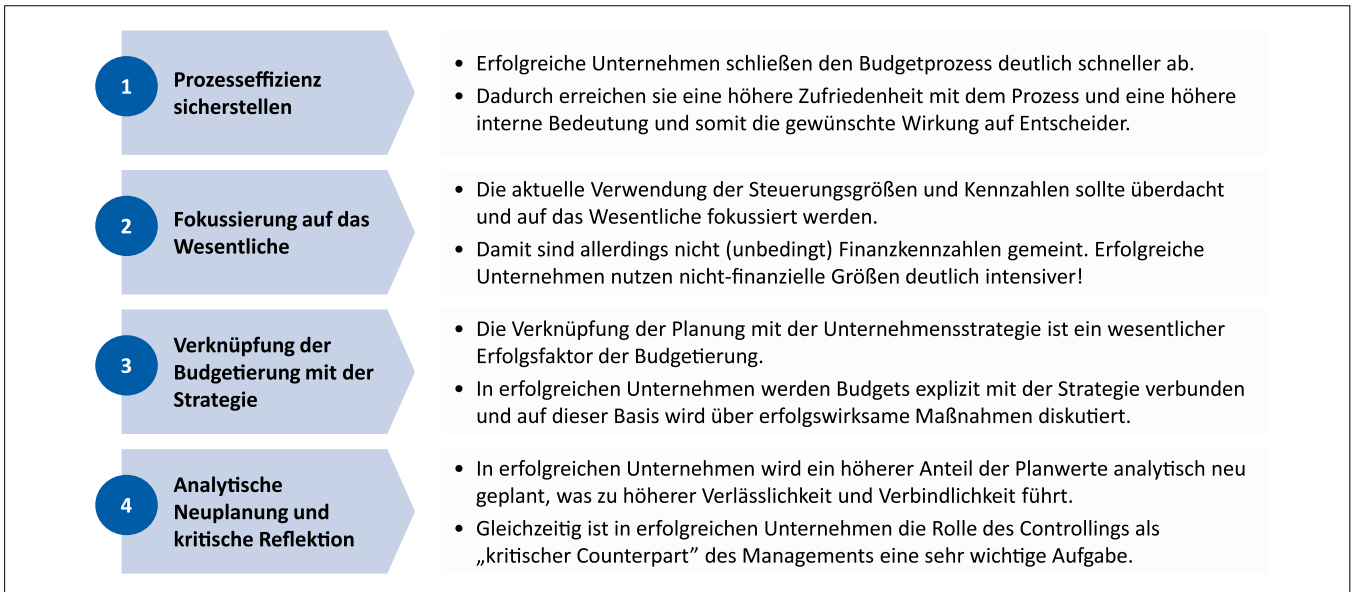 1
Prozesseffizienz
sicherstellen
• Erfolgreiche Unternehmen schließen den Budgetprozess deutlich schneller ab.
• Dadurch erreichen sie eine höhere Zufriedenheit mit dem Prozess und eine höhere
interne Bedeutung und somit die gewünschte Wirkung auf Entscheider.
2
Fokussierung auf das
Wesentliche
• Die aktuelle Verwendung der Steuerungsgrößen und Kennzahlen sollte überdacht
und auf das Wesentliche fokussiert werden.
• Damit sind allerdings nicht (unbedingt) Finanzkennzahlen gemeint. Erfolgreiche
Unternehmen nutzen nicht-finanzielle Größen deutlich intensiver!
3
Verknüpfung der
Budgetierung mit der
Strategie
• Die Verknüpfung der Planung mit der Unternehmensstrategie ist ein wesentlicher
Erfolgsfaktor der Budgetierung.
• In erfolgreichen Unternehmen werden Budgets explizit mit der Strategie verbunden
und auf dieser Basis wird über erfolgswirksame Maßnahmen diskutiert.
4
Analytische
Neuplanung und
kritische Reflektion
• In erfolgreichen Unternehmen wird ein höherer Anteil der Planwerte analytisch neu
geplant, was zu höherer Verlässlichkeit und Verbindlichkeit führt.
• Gleichzeitig ist in erfolgreichen Unternehmen die Rolle des Controllings als
„kritischer Counterpart” des Managements eine sehr wichtige Aufgabe.